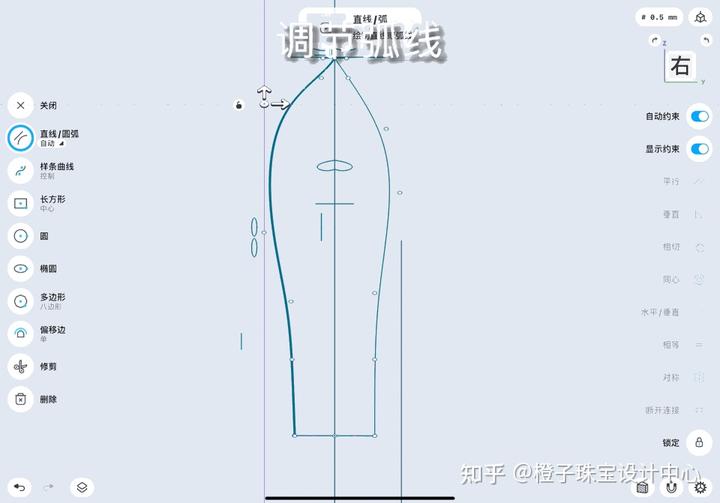 直线/弧
调节弧线
# 0.5 mm
z
右
y
关闭
直线/圆弧
自动
样条曲线
控制
长方形
中心
圆
椭圆
多边形
八边形
偏移边
单
修剪
删除
自动约束
显示约束
平行
垂直
相切
同心
水平/垂直
相等
对称
断开连接
锁定
知乎 @橙子珠宝设计中心